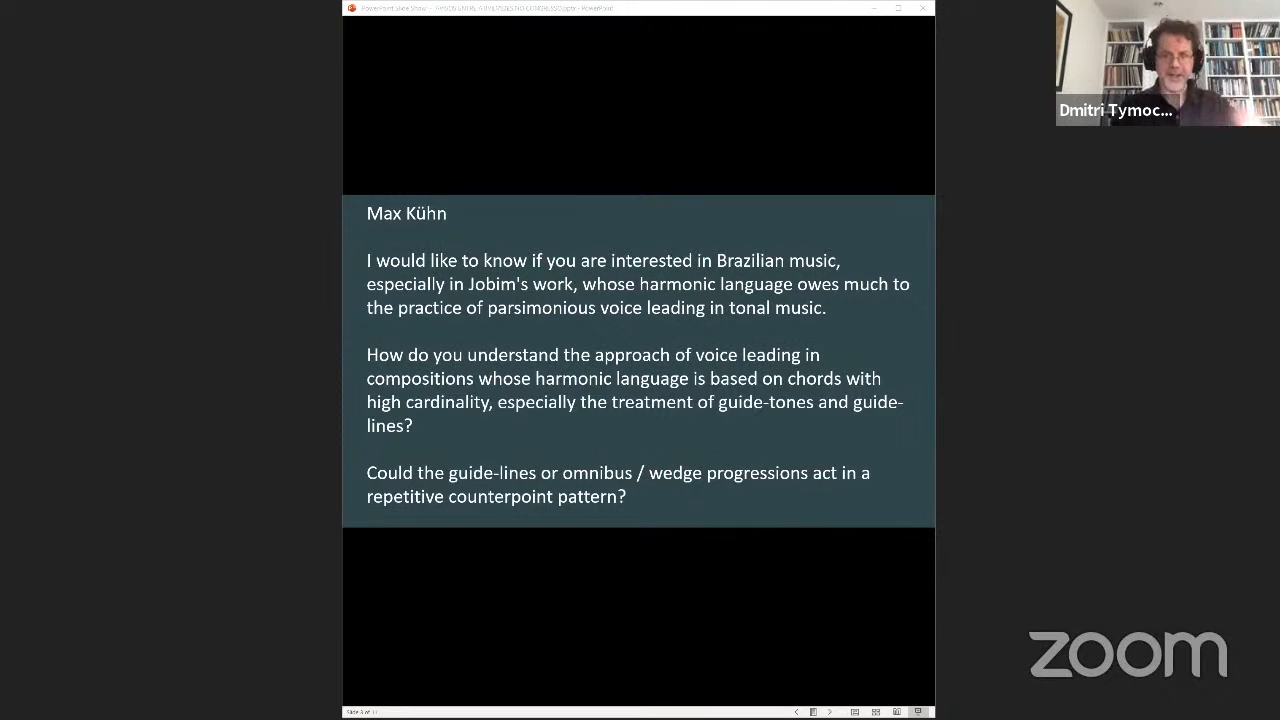 PowerPoint Slide Show - 
Dmitri Tymoc...
Max Kühn
I would like to know if you are interested in Brazilian music,
especially in Jobim's work, whose harmonic language owes much to
the practice of parsimonious voice leading in tonal music.
How do you understand the approach of voice leading in
compositions whose harmonic language is based on chords with
high cardinality, especially the treatment of guide-tones and guide-
lines?
Could the guide-lines or omnibus / wedge progressions act in a
repetitive counterpoint pattern?
zoom